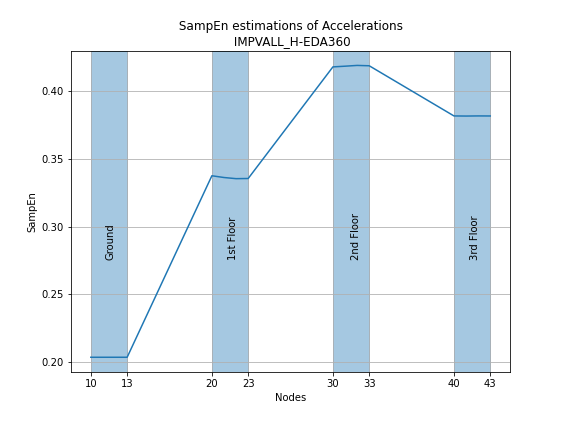 SampEn estimations of Accelerations
IMPVALL_H-EDA360
SampEn
0.40
0.35
0.30
0.25
0.20
Ground
1st Floor
2nd Floor
3rd Floor
10 13 20 23 30 33 40 43
Nodes